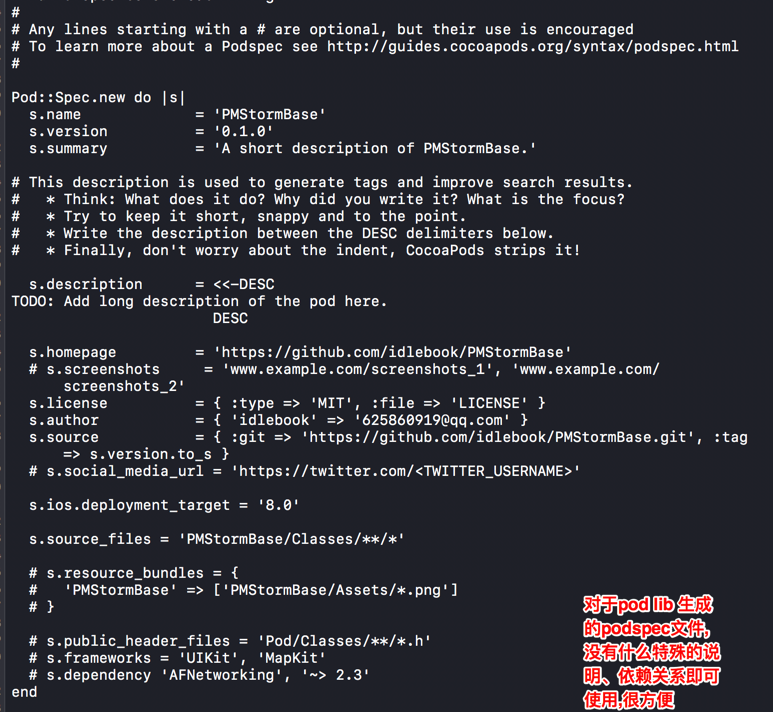 #
# Any lines starting with a # are optional, but their use is encouraged
# To learn more about a Podspec see http://guides.cocoapods.org/syntax/podspec.html
#
Pod::Spec.new do |s|
s.name = 'PMStormBase'
s.version = '0.1.0'
s.summary = 'A short description of PMStormBase.'
# This description is used to generate tags and improve search results.
# * Think: What does it do? Why did you write it? What is the focus?
# * Try to keep it short, snappy and to the point.
# * Write the description between the DESC delimiters below.
# * Finally, don't worry about the indent, CocoaPods strips it!
s.description = <<-DESC
TODO: Add long description of the pod here.
DESC
s.homepage = 'https://github.com/idlebook/PMStormBase'
# s.screenshots = 'www.example.com/screenshots_1', 'www.example.com/
screenshots_2'
s.license = { :type => 'MIT', :file => 'LICENSE' }
s.author = { 'idlebook' => '625860919@qq.com' }
s.source = { :git => 'https://github.com/idlebook/PMStormBase.git', :tag
=> s.version.to_s }
# s.social_media_url = 'https://twitter.com/<TWITTER_USERNAME>'
s.ios.deployment_target = '8.0'
s.source_files = 'PMStormBase/Classes/**/*'
# s.resource_bundles = {
# 'PMStormBase' => ['PMStormBase/Assets/*.png']
# }
# s.public_header_files = 'Pod/Classes/**/*.h'
# s.frameworks = 'UIKit', 'MapKit'
# s.dependency 'AFNetworking', '~> 2.3'
end
对于pod lib 生成
的podspec文件,
没有什么特殊的说
明、依赖关系即可
使用,很方便